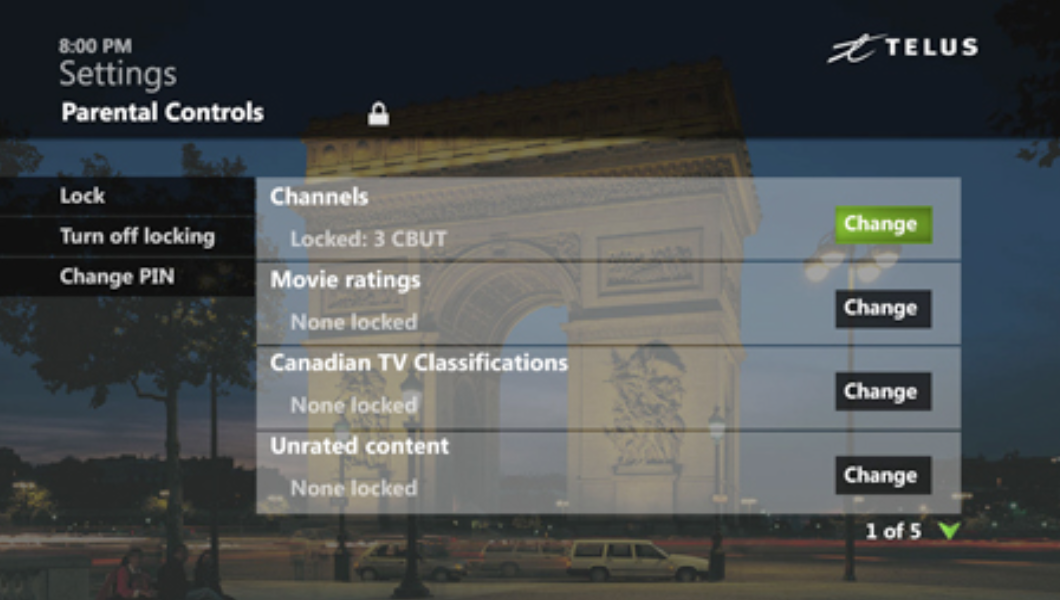 8:00 PM
TELUS
Settings
Parental Controls
Lock
Turn off locking
Change PIN
Channels
Locked: 3 CBUT
Change
Movie ratings
None locked
Change
Canadian TV Classifications
None locked
Change
Unrated content
None locked
Change
1 of 5